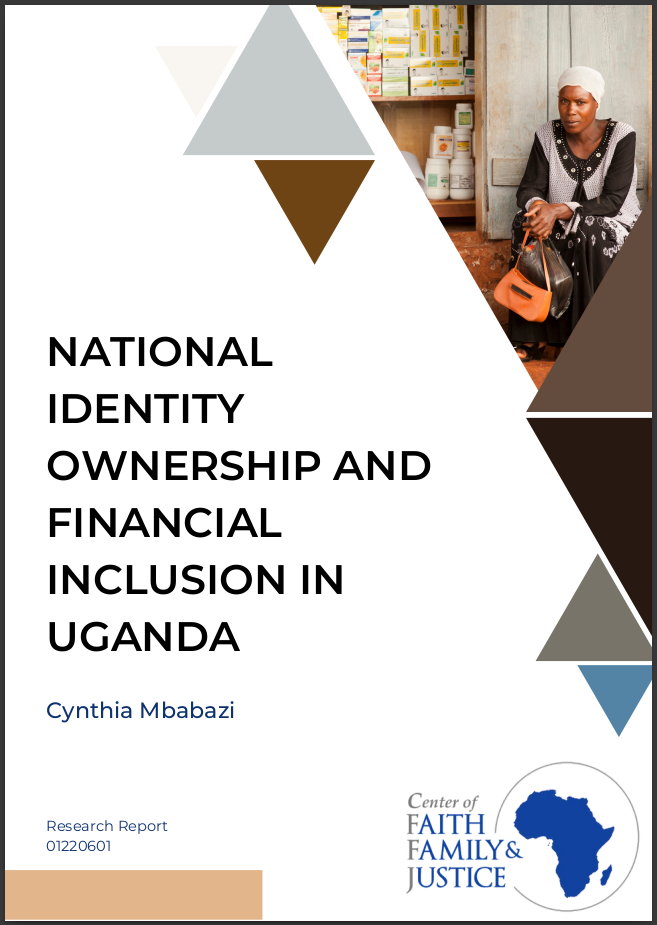 NATIONAL
IDENTITY
OWNERSHIP AND
FINANCIAL
INCLUSION IN
UGANDA
Cynthia Mbabazi
Research Report
01220601
Center of
FAITH
FAMILY&
JUSTICE